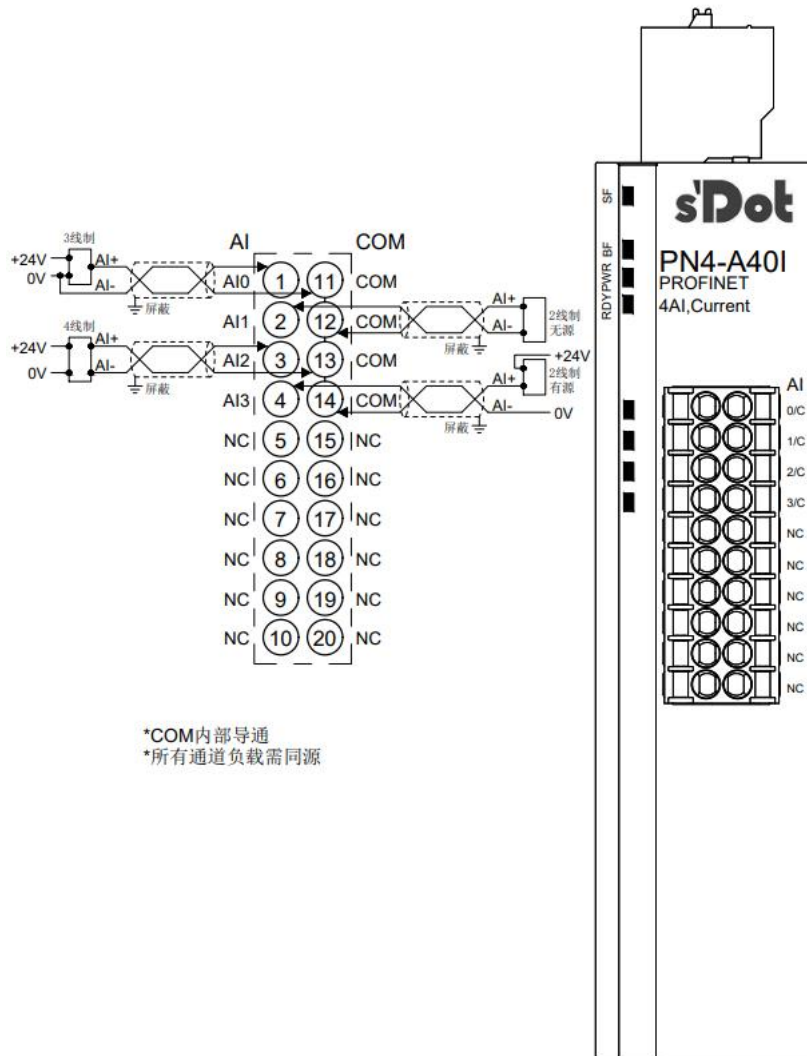 AI COM
3线制
+24V
0V
AI+
AI-
屏蔽
AI0
1 11 COM
AI1 2 12 COM
AI+
AI-
屏蔽
2线制
无源
4线制
+24V
0V
AI+
AI-
屏蔽
AI2
3 13 COM
AI3 4 14 COM
+24V
AI+
AI-
0V
屏蔽
2线制
有源
NC 5 15 NC
NC 6 16 NC
NC 7 17 NC
NC 8 18 NC
NC 9 19 NC
NC 10 20 NC
*COM内部导通
*所有通道负载需同源
SF
BF
PWR
RDY
s'Dot
PN4-A40I
PROFINET
4AI,Current
AI
0/C
1/C
2/C
3/C
NC
NC
NC
NC
NC
NC